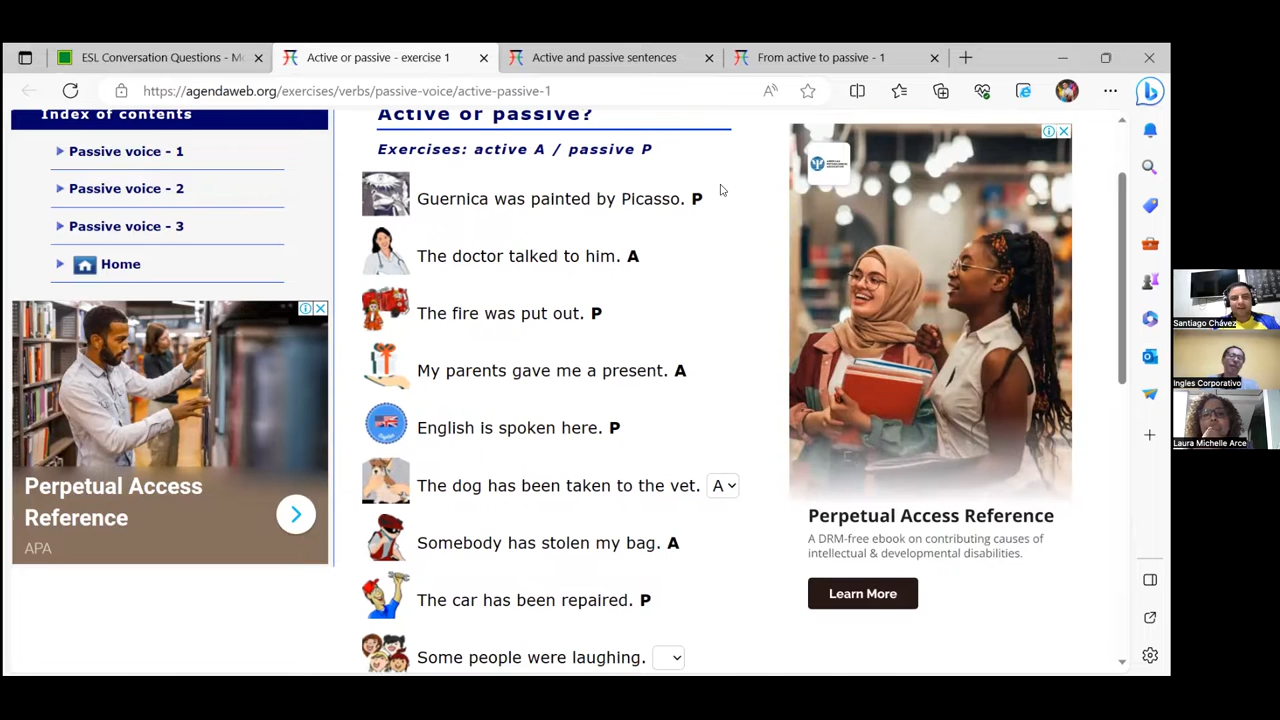 ESL Conversation Questions - Mo
Active or passive - exercise 1
Active and passive sentences
From active to passive - 1
https://agendaweb.org/exercises/verbs/passive-voice/active-passive-1
Index of contents
Passive voice - 1
Passive voice - 2
Passive voice - 3
Home
Perpetual Access
Reference
APA
Active or passive?
Exercises: active A / passive P
Guernica was painted by Picasso. P
The doctor talked to him. A
The fire was put out. P
My parents gave me a present. A
English is spoken here. P
The dog has been taken to the vet. A
Somebody has stolen my bag. A
The car has been repaired. P
Some people were laughing.
Perpetual Access Reference
A DRM-free ebook on contributing causes of
intellectual & developmental disabilities.
Learn More
Santiago Chávez
Ingles Corporativo
Laura Michelle Arce